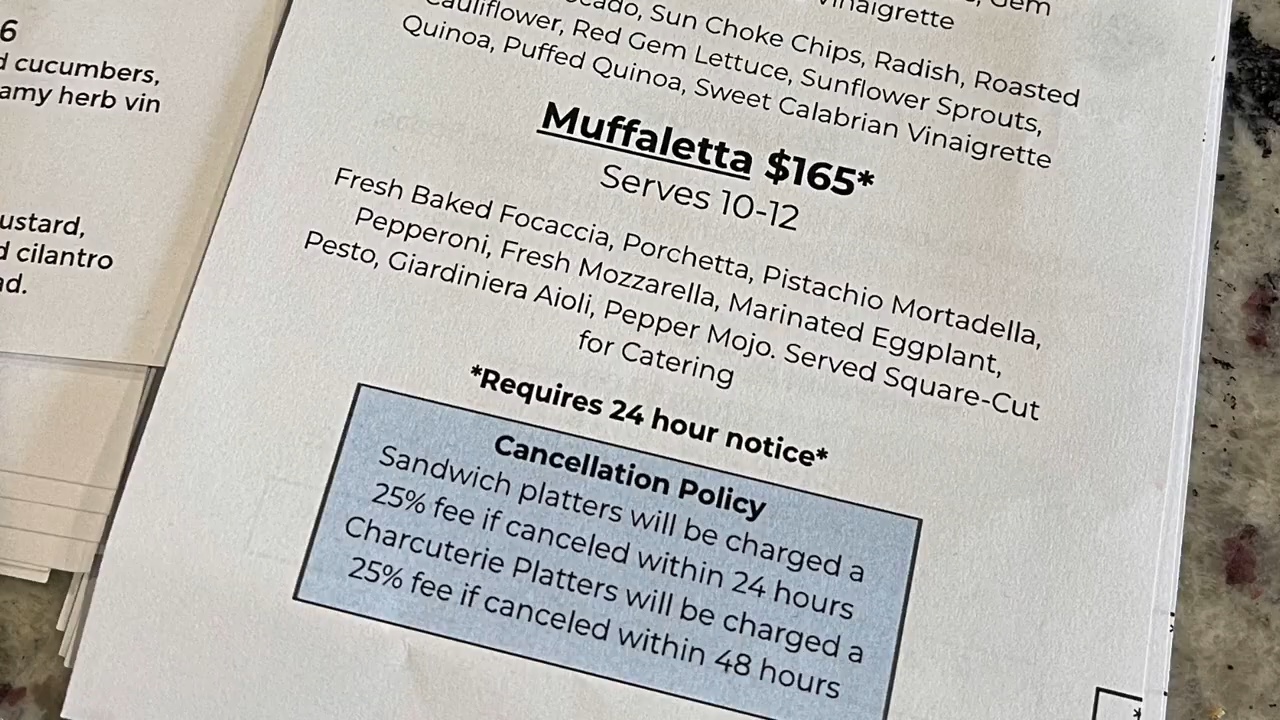 6
cucumbers,
herb vin
cilantro
Vinaigrette
Sun Choke Chips, Radish, Roasted
Cauliflower, Red Gem Lettuce, Sunflower Sprouts,
Quinoa, Puffed Quinoa, Sweet Calabrian Vinaigrette
Muffaletta $165*
Serves 10-12
Fresh Baked Focaccia, Porchetta, Pistachio Mortadella,
Pepperoni, Fresh Mozzarella, Marinated Eggplant,
Pesto, Giardiniera Aioli, Pepper Mojo. Served Square-Cut
for Catering
*Requires 24 hour notice*
Cancellation Policy
Sandwich platters will be charged a
25% fee if canceled within 24 hours
Charcuterie Platters will be charged a
25% fee if canceled within 48 hours
*